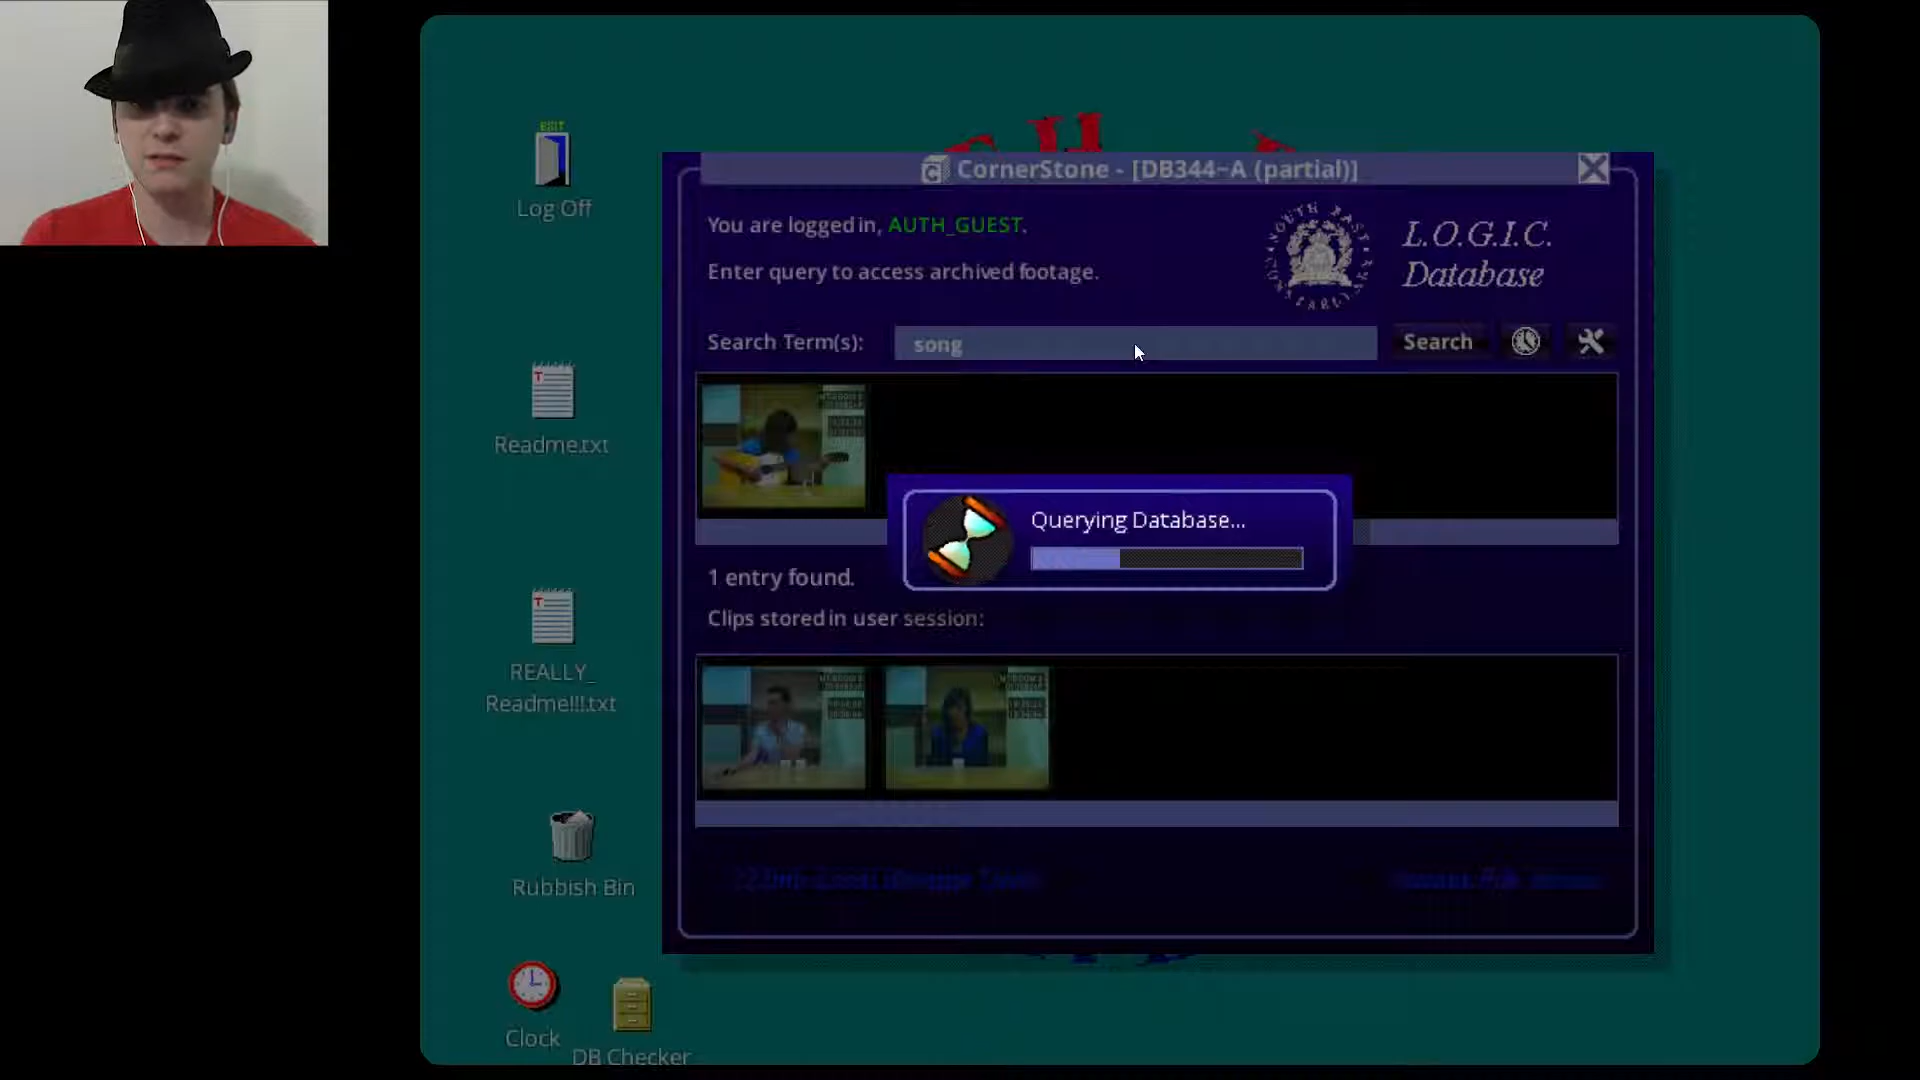 EXIT
Log Off
Readme.txt
REALLY_
Readme!!!.txt
Rubbish Bin
Clock
DB Checker
CornerStone - [DB344~A (partial)]
You are logged in, AUTH_GUEST.
Enter query to access archived footage.
L.O.G.I.C.
Database
Search Term(s):
song
Search
Querying Database...
1 entry found.
Clips stored in user session: